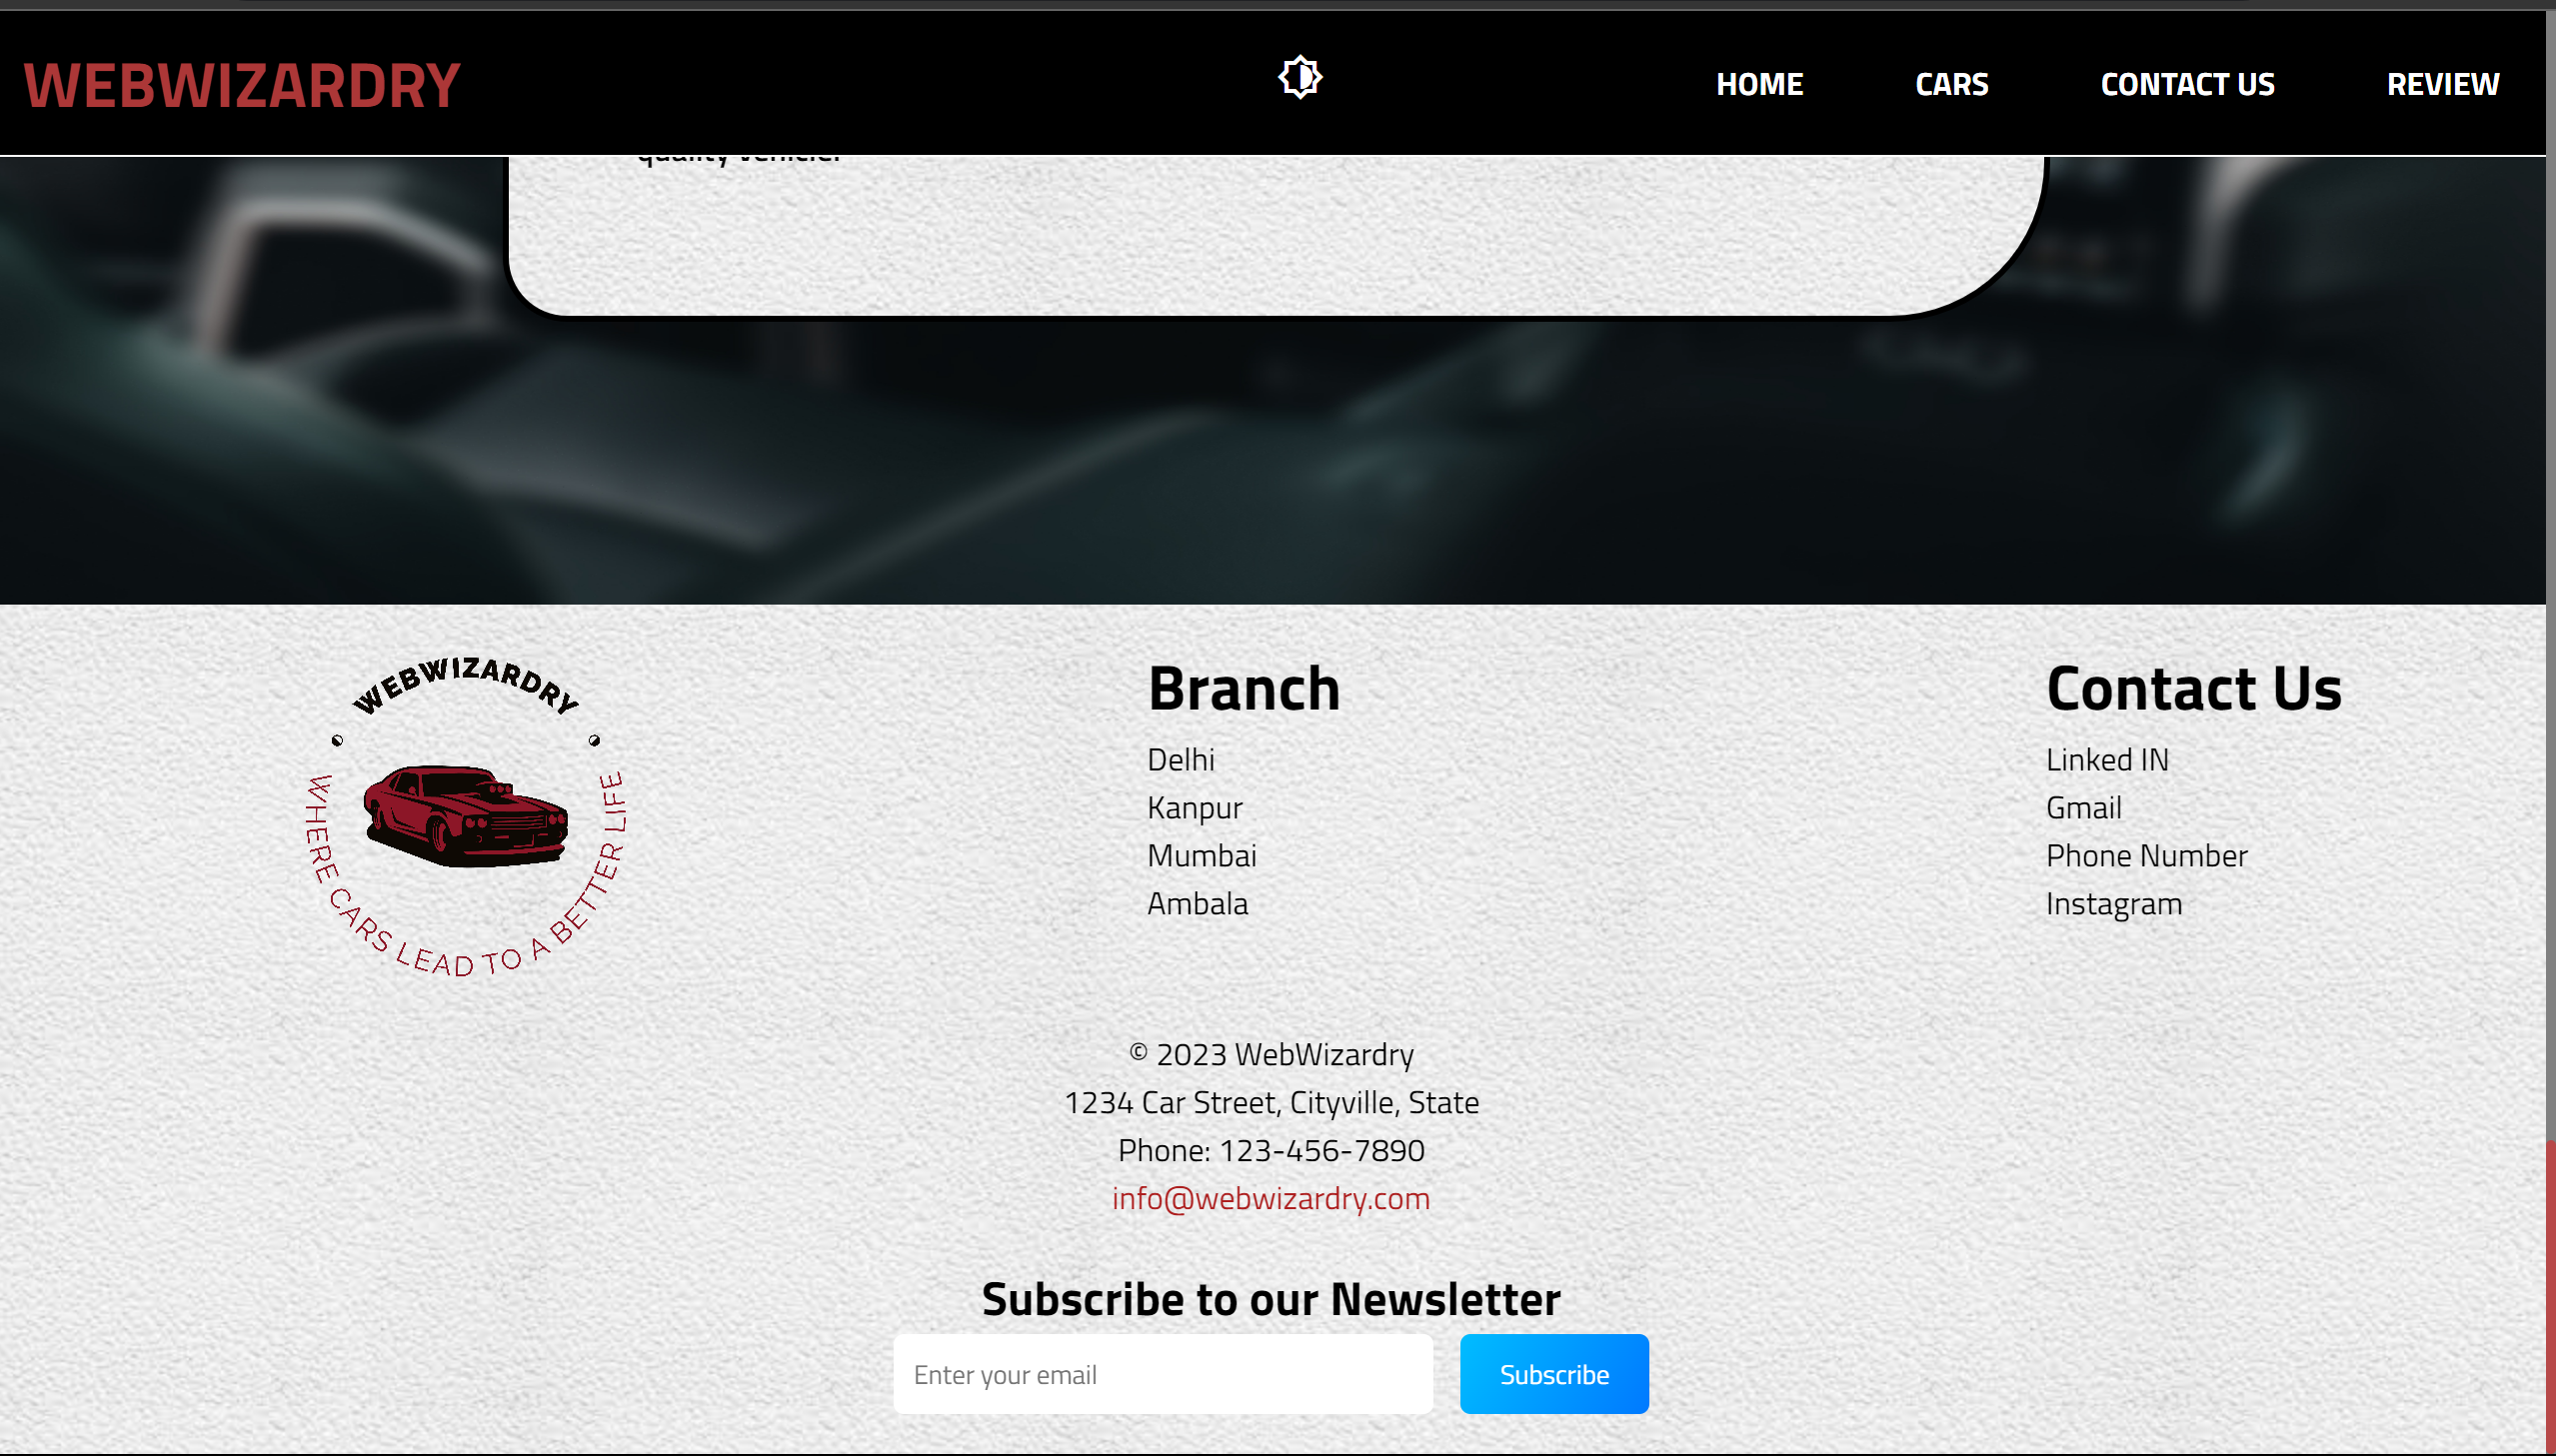 WEBWIZARDRY
HOME CARS CONTACT US REVIEW
quality vehicle.
WEBWIZARDRY
WHERE CARS LEAD TO A BETTER LIFE
Branch
Delhi
Kanpur
Mumbai
Ambala
Contact Us
Linked IN
Gmail
Phone Number
Instagram
© 2023 WebWizardry
1234 Car Street, Cityville, State
Phone: 123-456-7890
info@webwizardry.com
Subscribe to our Newsletter
Enter your email
Subscribe